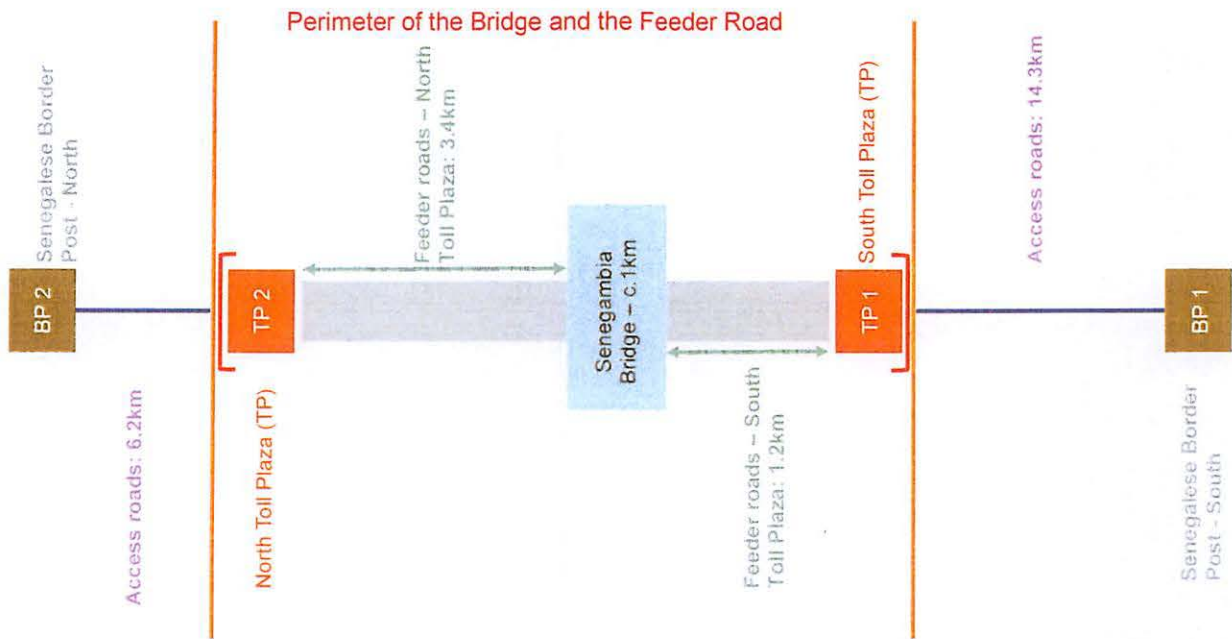 Perimeter of the Bridge and the Feeder Road
BP 2
Senegalese Border
Post - North
Access roads: 6.2km
TP 2
North Toll Plaza (TP)
Feeder roads – North
Toll Plaza: 3.4km
Senegambia
Bridge – c.1km
Feeder roads – South
Toll Plaza: 1.2km
TP 1
South Toll Plaza (TP)
Access roads: 14.3km
BP 1
Senegalese Border
Post - South